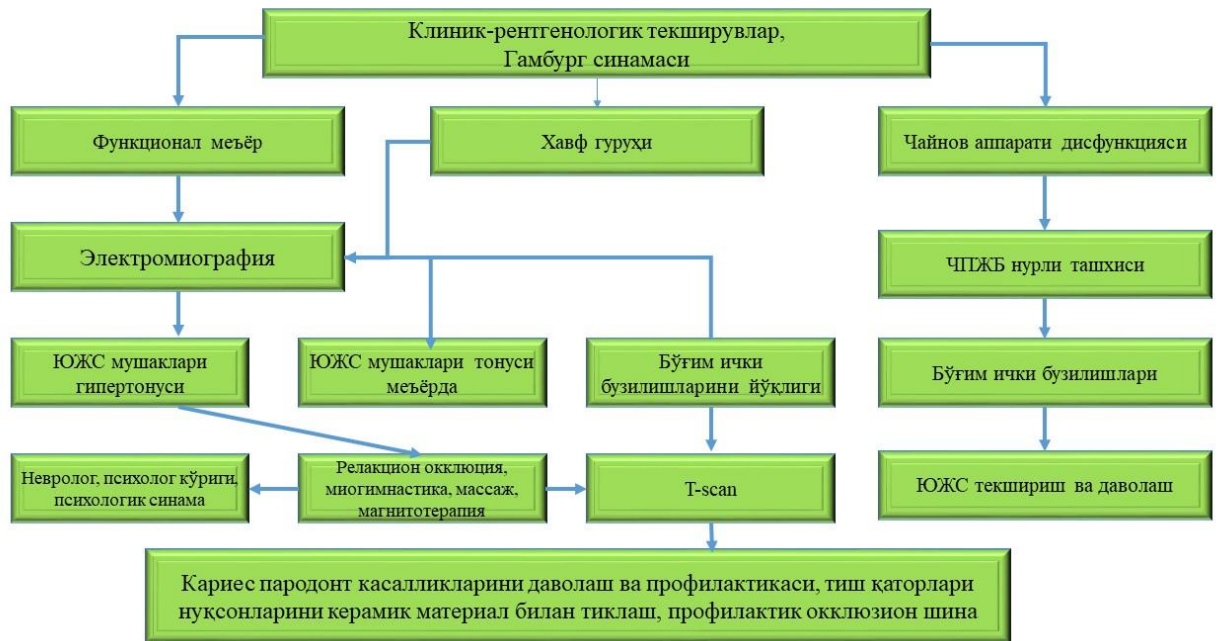 Клиник-рентгенологик текширувлар,
Гамбург синамаси
Функционал меъёр
Хавф гуруҳи
Чайнов аппарати дисфункцияси
Электромиография
ЧПЖБ нурли ташхиси
ЮЖС мушаклари
гипертонуси
ЮЖС мушаклари тонуси
меъёрда
Бўғим ички
бузилишларини йўқлиги
Бўғим ички бузилишлари
Невролог, психолог кўриги,
психологик синама
Релакцион окклюция,
миогимнастика, массаж,
магнитотерапия
T-scan
ЮЖС текшириш ва даволаш
Кариес пародонт касалликларини даволаш ва профилактикаси, тиш қаторлари
нуқсонларини керамик материал билан тиклаш, профилактик окклюзион шина